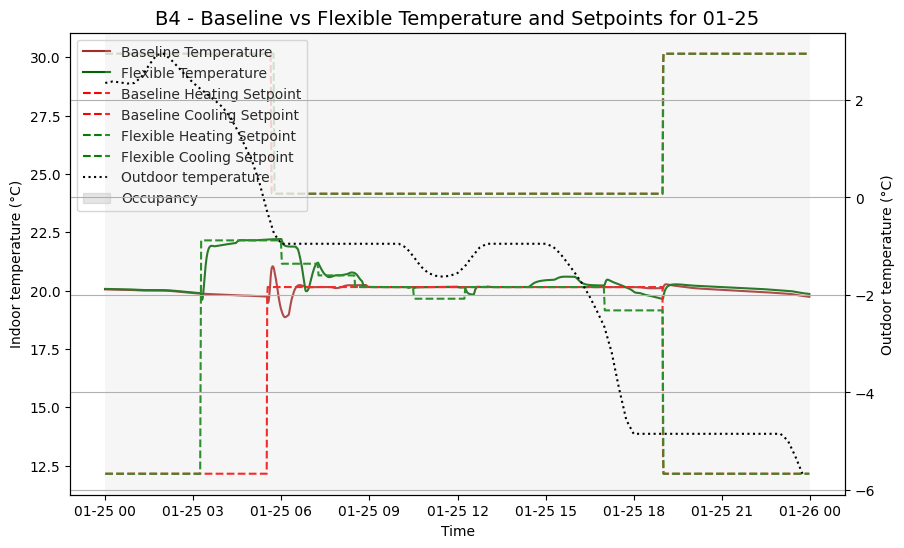 B4 - Baseline vs Flexible Temperature and Setpoints for 01-25
30.0
27.5
25.0
22.5
20.0
17.5
15.0
12.5
Indoor temperature (°C)
Baseline Temperature
Flexible Temperature
Baseline Heating Setpoint
Baseline Cooling Setpoint
Flexible Heating Setpoint
Flexible Cooling Setpoint
Outdoor temperature
Occupancy
2
0
−2
−4
−6
Outdoor temperature (°C)
01-25 00 01-25 03 01-25 06 01-25 09 01-25 12 01-25 15 01-25 18 01-25 21 01-26 00
Time